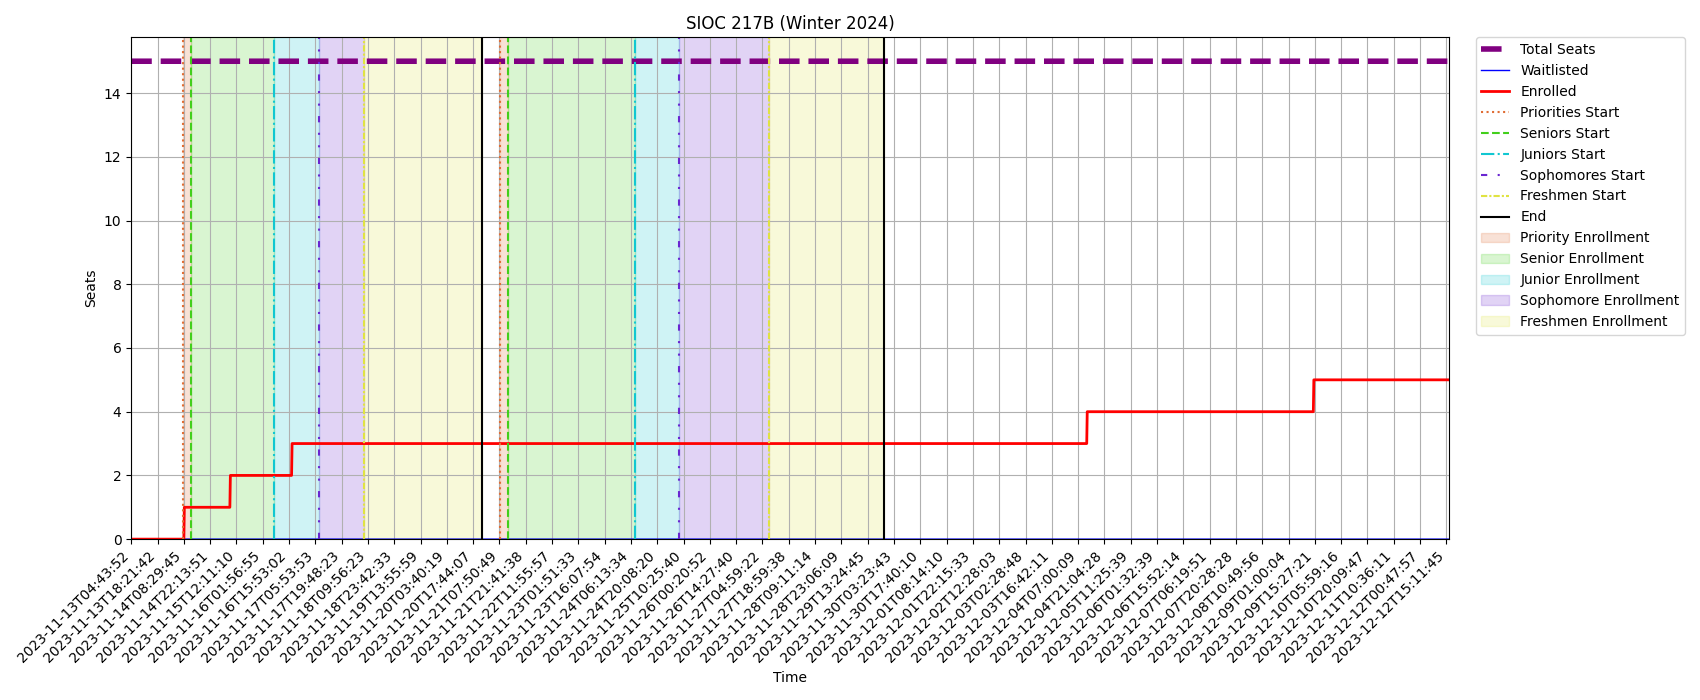 SIOC 217B (Winter 2024)
Seats
14
12
10
8
6
4
2
0
2023-11-13T04:43:52
2023-11-13T18:21:42
2023-11-14T08:29:45
2023-11-14T22:13:51
2023-11-15T12:11:10
2023-11-16T01:56:55
2023-11-16T15:53:02
2023-11-17T05:53:53
2023-11-17T19:48:23
2023-11-18T09:56:23
2023-11-18T23:42:33
2023-11-19T13:55:59
2023-11-20T03:40:19
2023-11-20T17:44:07
2023-11-21T07:50:49
2023-11-21T21:41:38
2023-11-22T11:55:57
2023-11-23T01:51:33
2023-11-23T16:07:54
2023-11-24T06:13:34
2023-11-24T20:08:20
2023-11-25T10:25:40
2023-11-26T00:20:52
2023-11-26T14:27:40
2023-11-27T04:59:22
2023-11-27T18:59:38
2023-11-28T09:11:14
2023-11-28T23:06:09
2023-11-29T13:24:45
2023-11-30T03:23:43
2023-11-30T17:40:10
2023-12-01T08:14:10
2023-12-01T22:15:33
2023-12-02T12:28:03
2023-12-03T02:28:48
2023-12-03T16:42:11
2023-12-04T07:00:09
2023-12-04T21:04:28
2023-12-05T11:25:39
2023-12-06T01:32:39
2023-12-06T15:52:14
2023-12-07T06:19:51
2023-12-07T20:28:28
2023-12-08T10:49:56
2023-12-09T01:00:04
2023-12-09T15:27:21
2023-12-10T05:59:16
2023-12-10T20:09:47
2023-12-11T10:36:11
2023-12-12T00:47:57
2023-12-12T15:11:45
Time
Total Seats
Waitlisted
Enrolled
Priorities Start
Seniors Start
Juniors Start
Sophomores Start
Freshmen Start
End
Priority Enrollment
Senior Enrollment
Junior Enrollment
Sophomore Enrollment
Freshmen Enrollment